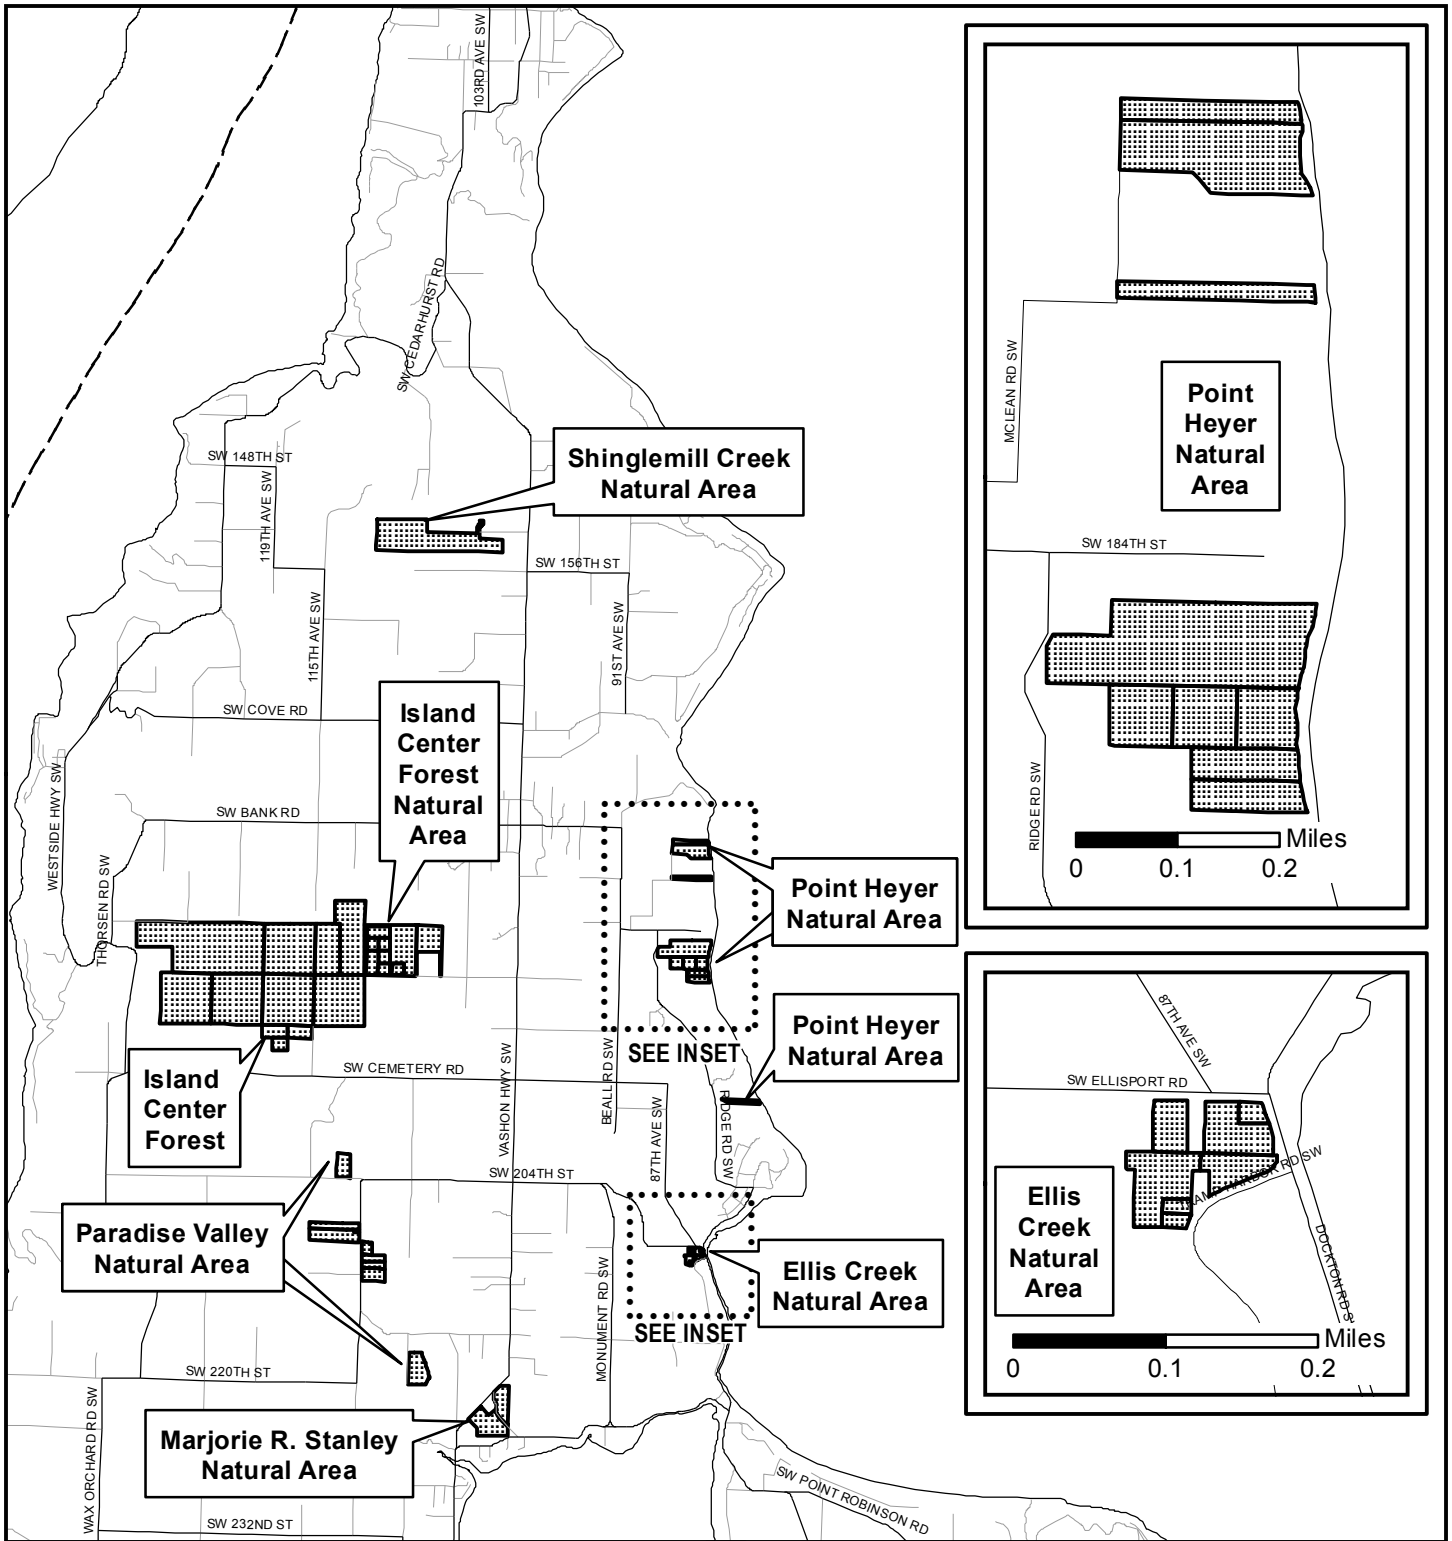 103RD AVE SW
SW CEDARHURST RD
SW 148TH ST
119TH AVE SW
Shinglemill Creek
Natural Area
SW 156TH ST
115TH AVE SW
91ST AVE SW
SW COVE RD
Island
Center
Forest
Natural
Area
WESTSIDE HWY SW
SW BANK RD
THORSEN RD SW
Point Heyer
Natural Area
Point Heyer
Natural Area
SEE INSET
BEALL RD SW
VASHON HWY SW
SW CEMETERY RD
Island
Center
Forest
87TH AVE SW
RIDGE RD SW
SW 204TH ST
Paradise Valley
Natural Area
Ellis Creek
Natural Area
SEE INSET
MONUMENT RD SW
SW 220TH ST
WAX ORCHARD RD SW
Marjorie R. Stanley
Natural Area
SW POINT ROBINSON RD
SW 232ND ST
MCLEAN RD SW
Point
Heyer
Natural
Area
SW 184TH ST
RIDGE RD SW
Miles
0 0.1 0.2
87TH AVE SW
SW ELLISPORT RD
HARBOR RD SW
DOCKTON RD S
Ellis
Creek
Natural
Area
Miles
0 0.1 0.2